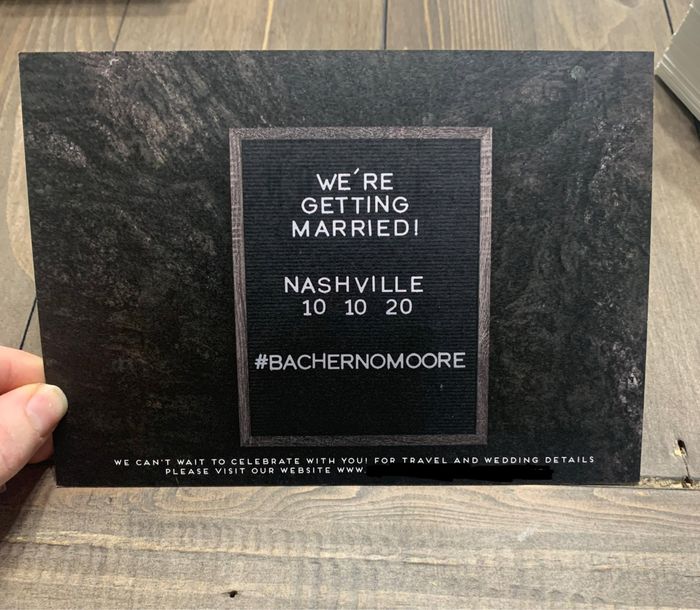 WE´RE
GETTING
MARRIED!
NASHVILLE
10 10 20
#BACHERNOMOORE
WE CAN'T WAIT TO CELEBRATE WITH YOU! FOR TRAVEL AND WEDDING DETAILS
PLEASE VISIT OUR WEBSITE WWW.